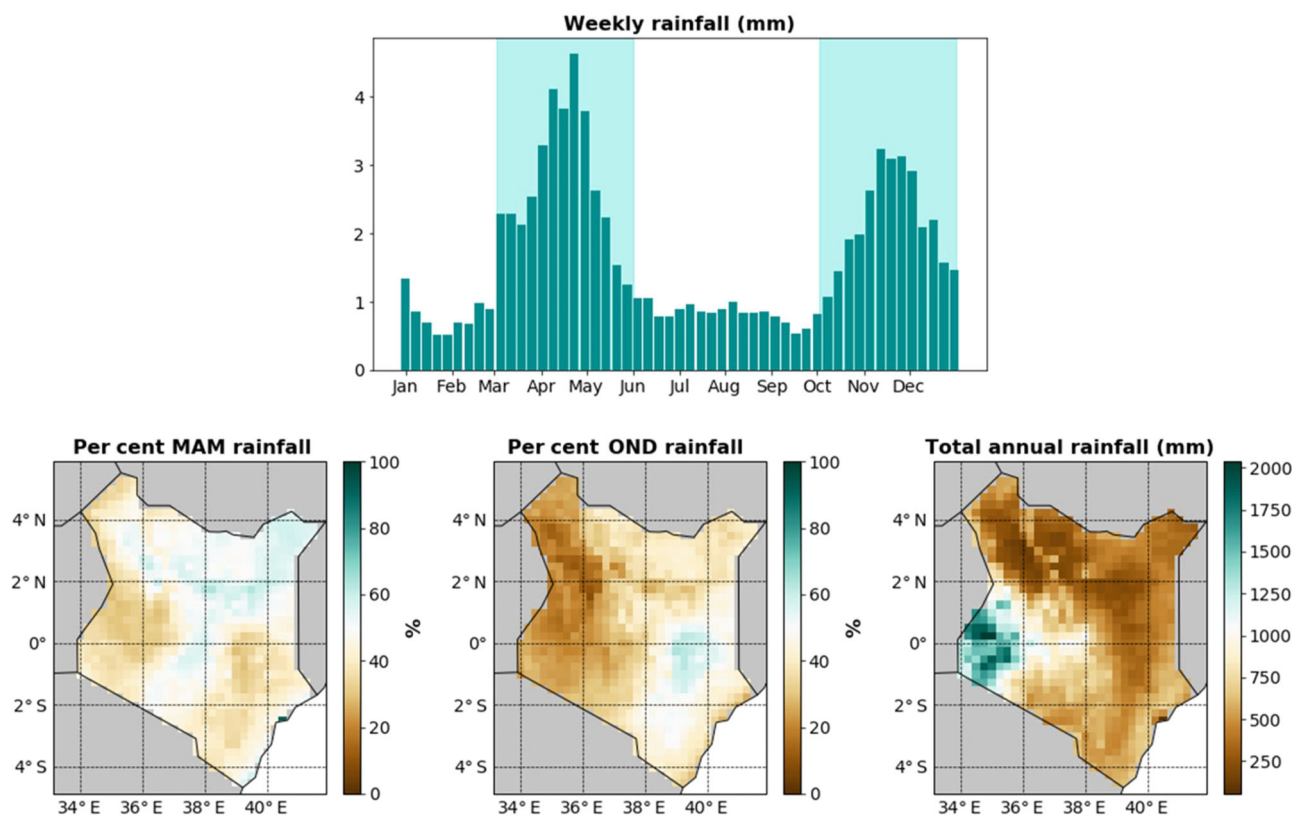 Weekly rainfall (mm)
4
3
2
1
0
Jan Feb Mar Apr May Jun Jul Aug Sep Oct Nov Dec
Per cent MAM rainfall
4° N
2° N
0°
2° S
4° S
34° E 36° E 38° E 40° E
100
80
60
40
20
0
%
Per cent OND rainfall
4° N
2° N
0°
2° S
4° S
34° E 36° E 38° E 40° E
100
80
60
40
20
0
%
Total annual rainfall (mm)
4° N
2° N
0°
2° S
4° S
34° E 36° E 38° E 40° E
2000
1750
1500
1250
1000
750
500
250